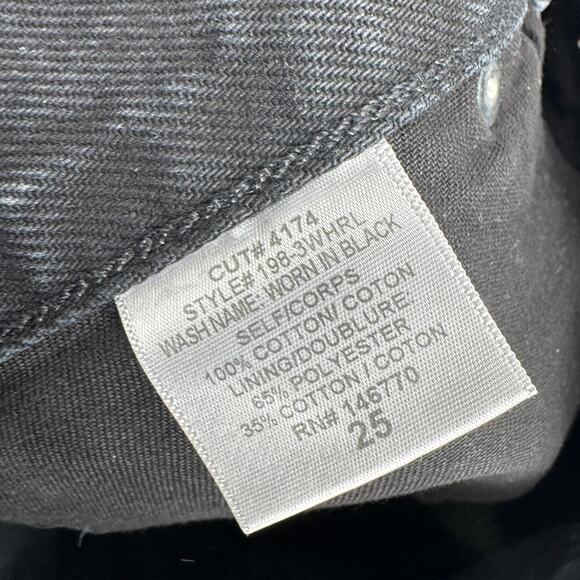 CUT# 4174
STYLE# 198-3WHRL
WASH NAME: WORN IN BLACK
SELF/CORPS
100% COTTON/ COTON
LINING/DOUBLURE:
65% POLYESTER
35% COTTON / COTON
RN# 146770
25